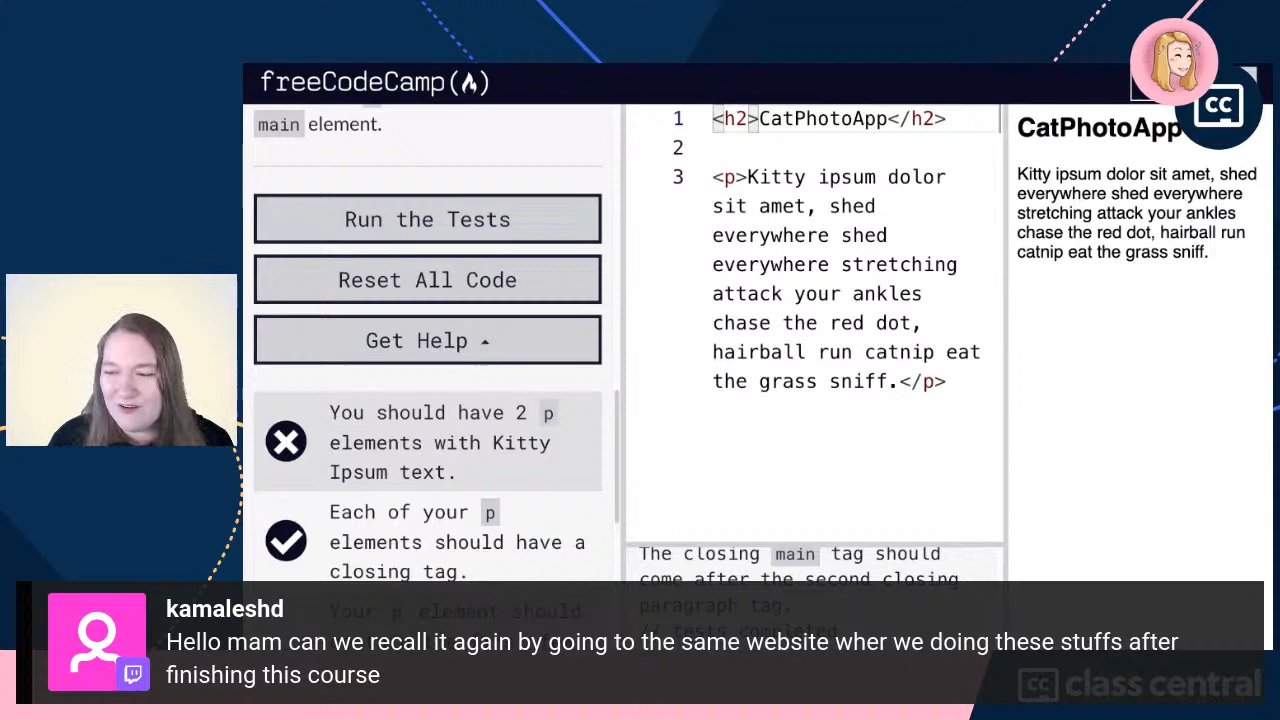 freeCodeCamp(🔥)
main element.
Run the Tests
Reset All Code
Get Help
You should have 2 p
elements with Kitty
Ipsum text.
Each of your p
elements should have a
closing tag.
Your p element should
1 <h2>CatPhotoApp</h2>
2
3 <p>Kitty ipsum dolor
sit amet, shed
everywhere shed
everywhere stretching
attack your ankles
chase the red dot,
hairball run catnip eat
the grass sniff.</p>
The closing main tag should
come after the second closing
paragraph tag.
// tests completed
CatPhotoApp
Kitty ipsum dolor sit amet, shed
everywhere shed everywhere
stretching attack your ankles
chase the red dot, hairball run
catnip eat the grass sniff.
CC
kamaleshd
Hello mam can we recall it again by going to the same website wher we doing these stuffs after
finishing this course
CC class central